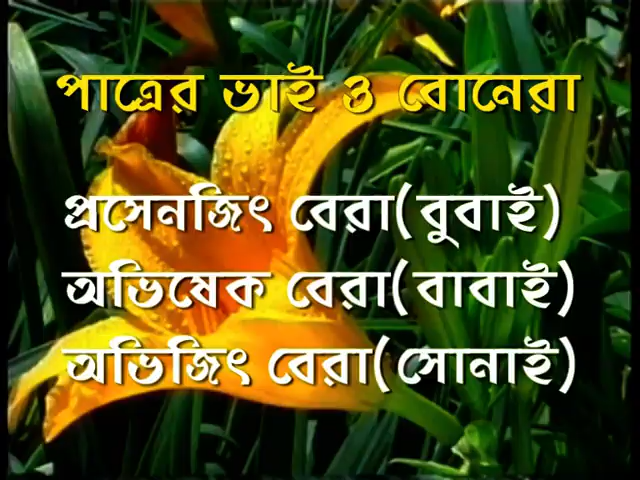 পাত্রের ভাই ও বোনেরা
প্রসেনজিৎ বেরা(বুবাই)
অভিষেক বেরা(বাবাই)
অভিজিৎ বেরা(সোনাই)